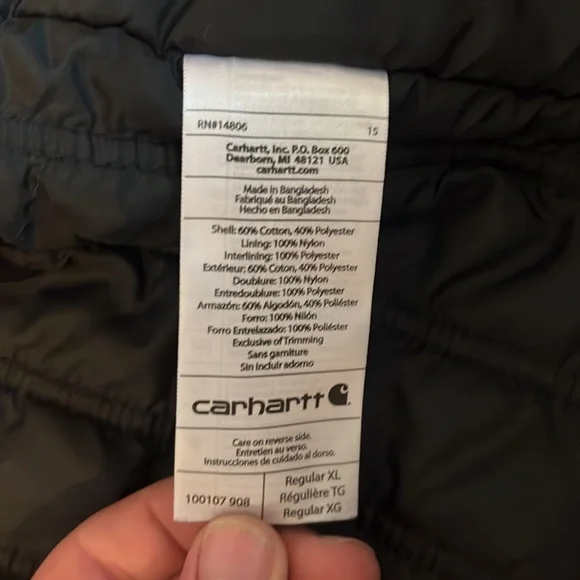 RN#14806 15
Carhartt, Inc. P.O. Box 600
Dearborn, MI 48121 USA
carhartt.com
Made in Bangladesh
Fabriqué au Bangladesh
Hecho en Bangladesh
Shell: 60% Cotton, 40% Polyester
Lining: 100% Nylon
Interlining: 100% Polyester
Extérieur: 60% Coton, 40% Polyester
Doublure: 100% Nylon
Entredoublure: 100% Polyester
Armazón: 60% Algodón, 40% Poliéster
Forro: 100% Nilón
Forro Entrelazado: 100% Poliéster
Exclusive of Trimming
Sans garniture
Sin incluir adorno
carhartt
Care on reverse side.
Entretien au verso.
Instrucciones de cuidado al dorso.
100107 908
Regular XL
Régulière TG
Regular XG